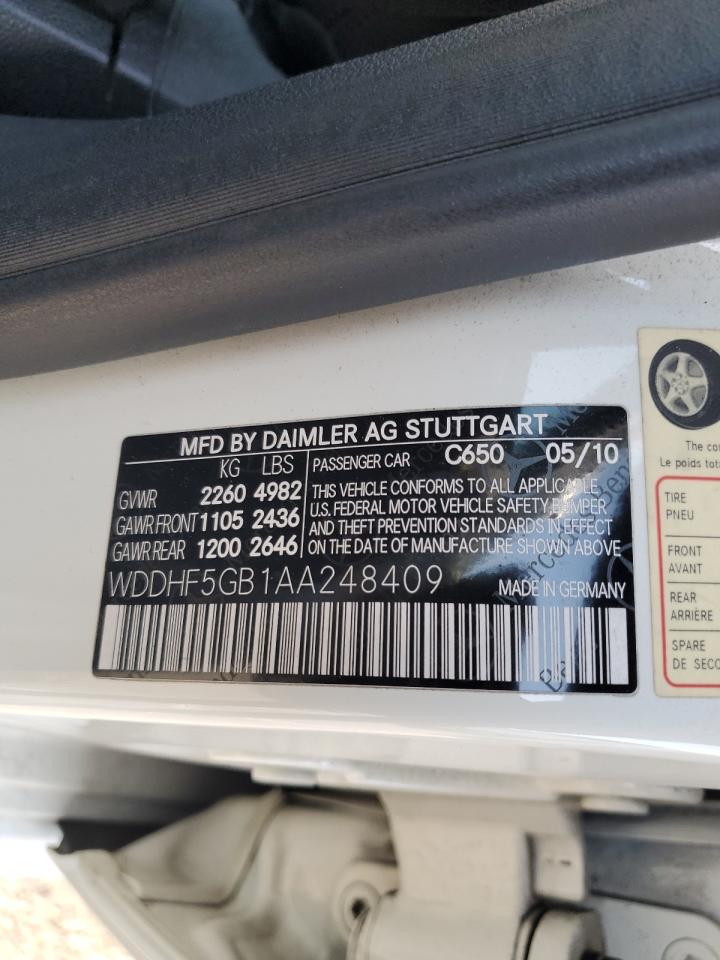 MFD BY DAIMLER AG STUTTGART
KG LBS PASSENGER CAR C650 05/10
GVWR 2260 4982
GAWR FRONT 1105 2436
GAWR REAR 1200 2646
THIS VEHICLE CONFORMS TO ALL APPLICABLE
U.S. FEDERAL MOTOR VEHICLE SAFETY, BUMPER
AND THEFT PREVENTION STANDARDS IN EFFECT
ON THE DATE OF MANUFACTURE SHOWN ABOVE
WDDHF5GB1AA248409 MADE IN GERMANY
The
Le poids
TIRE
PNEU
FRONT
AVANT
REAR
ARRIÈRE
SPARE
DE